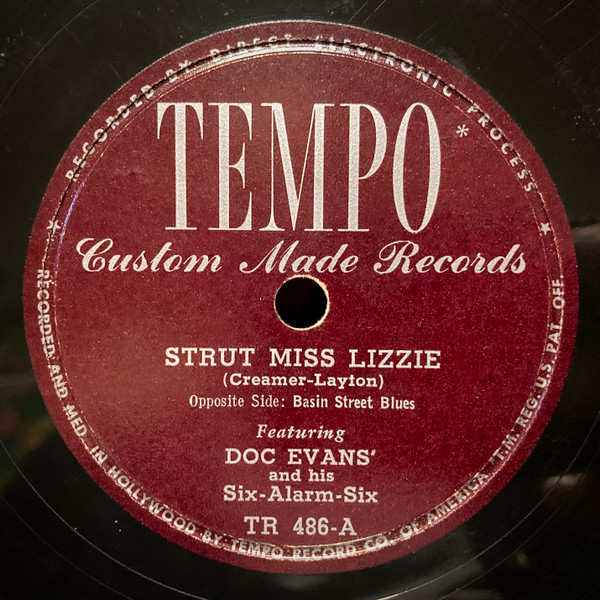 RECORDED BY DIRECT ELECTRONIC PROCESS
TEMPO*
Custom Made Records
STRUT MISS LIZZIE
(Creamer-Layton)
Opposite Side: Basin Street Blues
Featuring
DOC EVANS'
and his
Six-Alarm-Six
TR 486-A
RECORDED AND MFD. IN HOLLYWOOD BY TEMPO RECORD CO. OF AMERICA - T.M. REG. U.S. PAT. OFF.